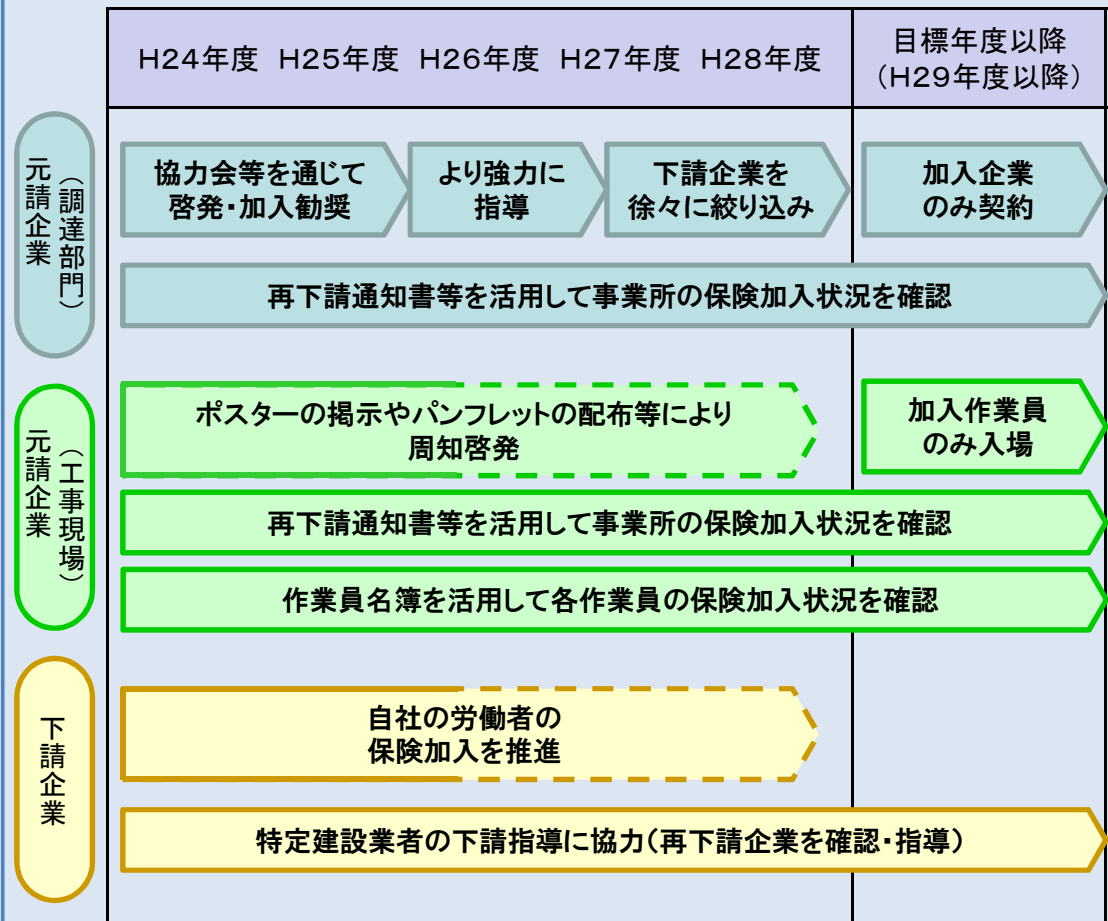 H24年度 H25年度 H26年度 H27年度 H28年度
目標年度以降
(H29年度以降)
元請企業
(調達部門)
協力会等を通じて
啓発・加入勧奨
より強力に
指導
下請企業を
徐々に絞り込み
加入企業
のみ契約
再下請通知書等を活用して事業所の保険加入状況を確認
元請企業
(工事現場)
ポスターの掲示やパンフレットの配布等により
周知啓発
加入作業員
のみ入場
再下請通知書等を活用して事業所の保険加入状況を確認
作業員名簿を活用して各作業員の保険加入状況を確認
下請企業
自社の労働者の
保険加入を推進
特定建設業者の下請指導に協力(再下請企業を確認・指導)